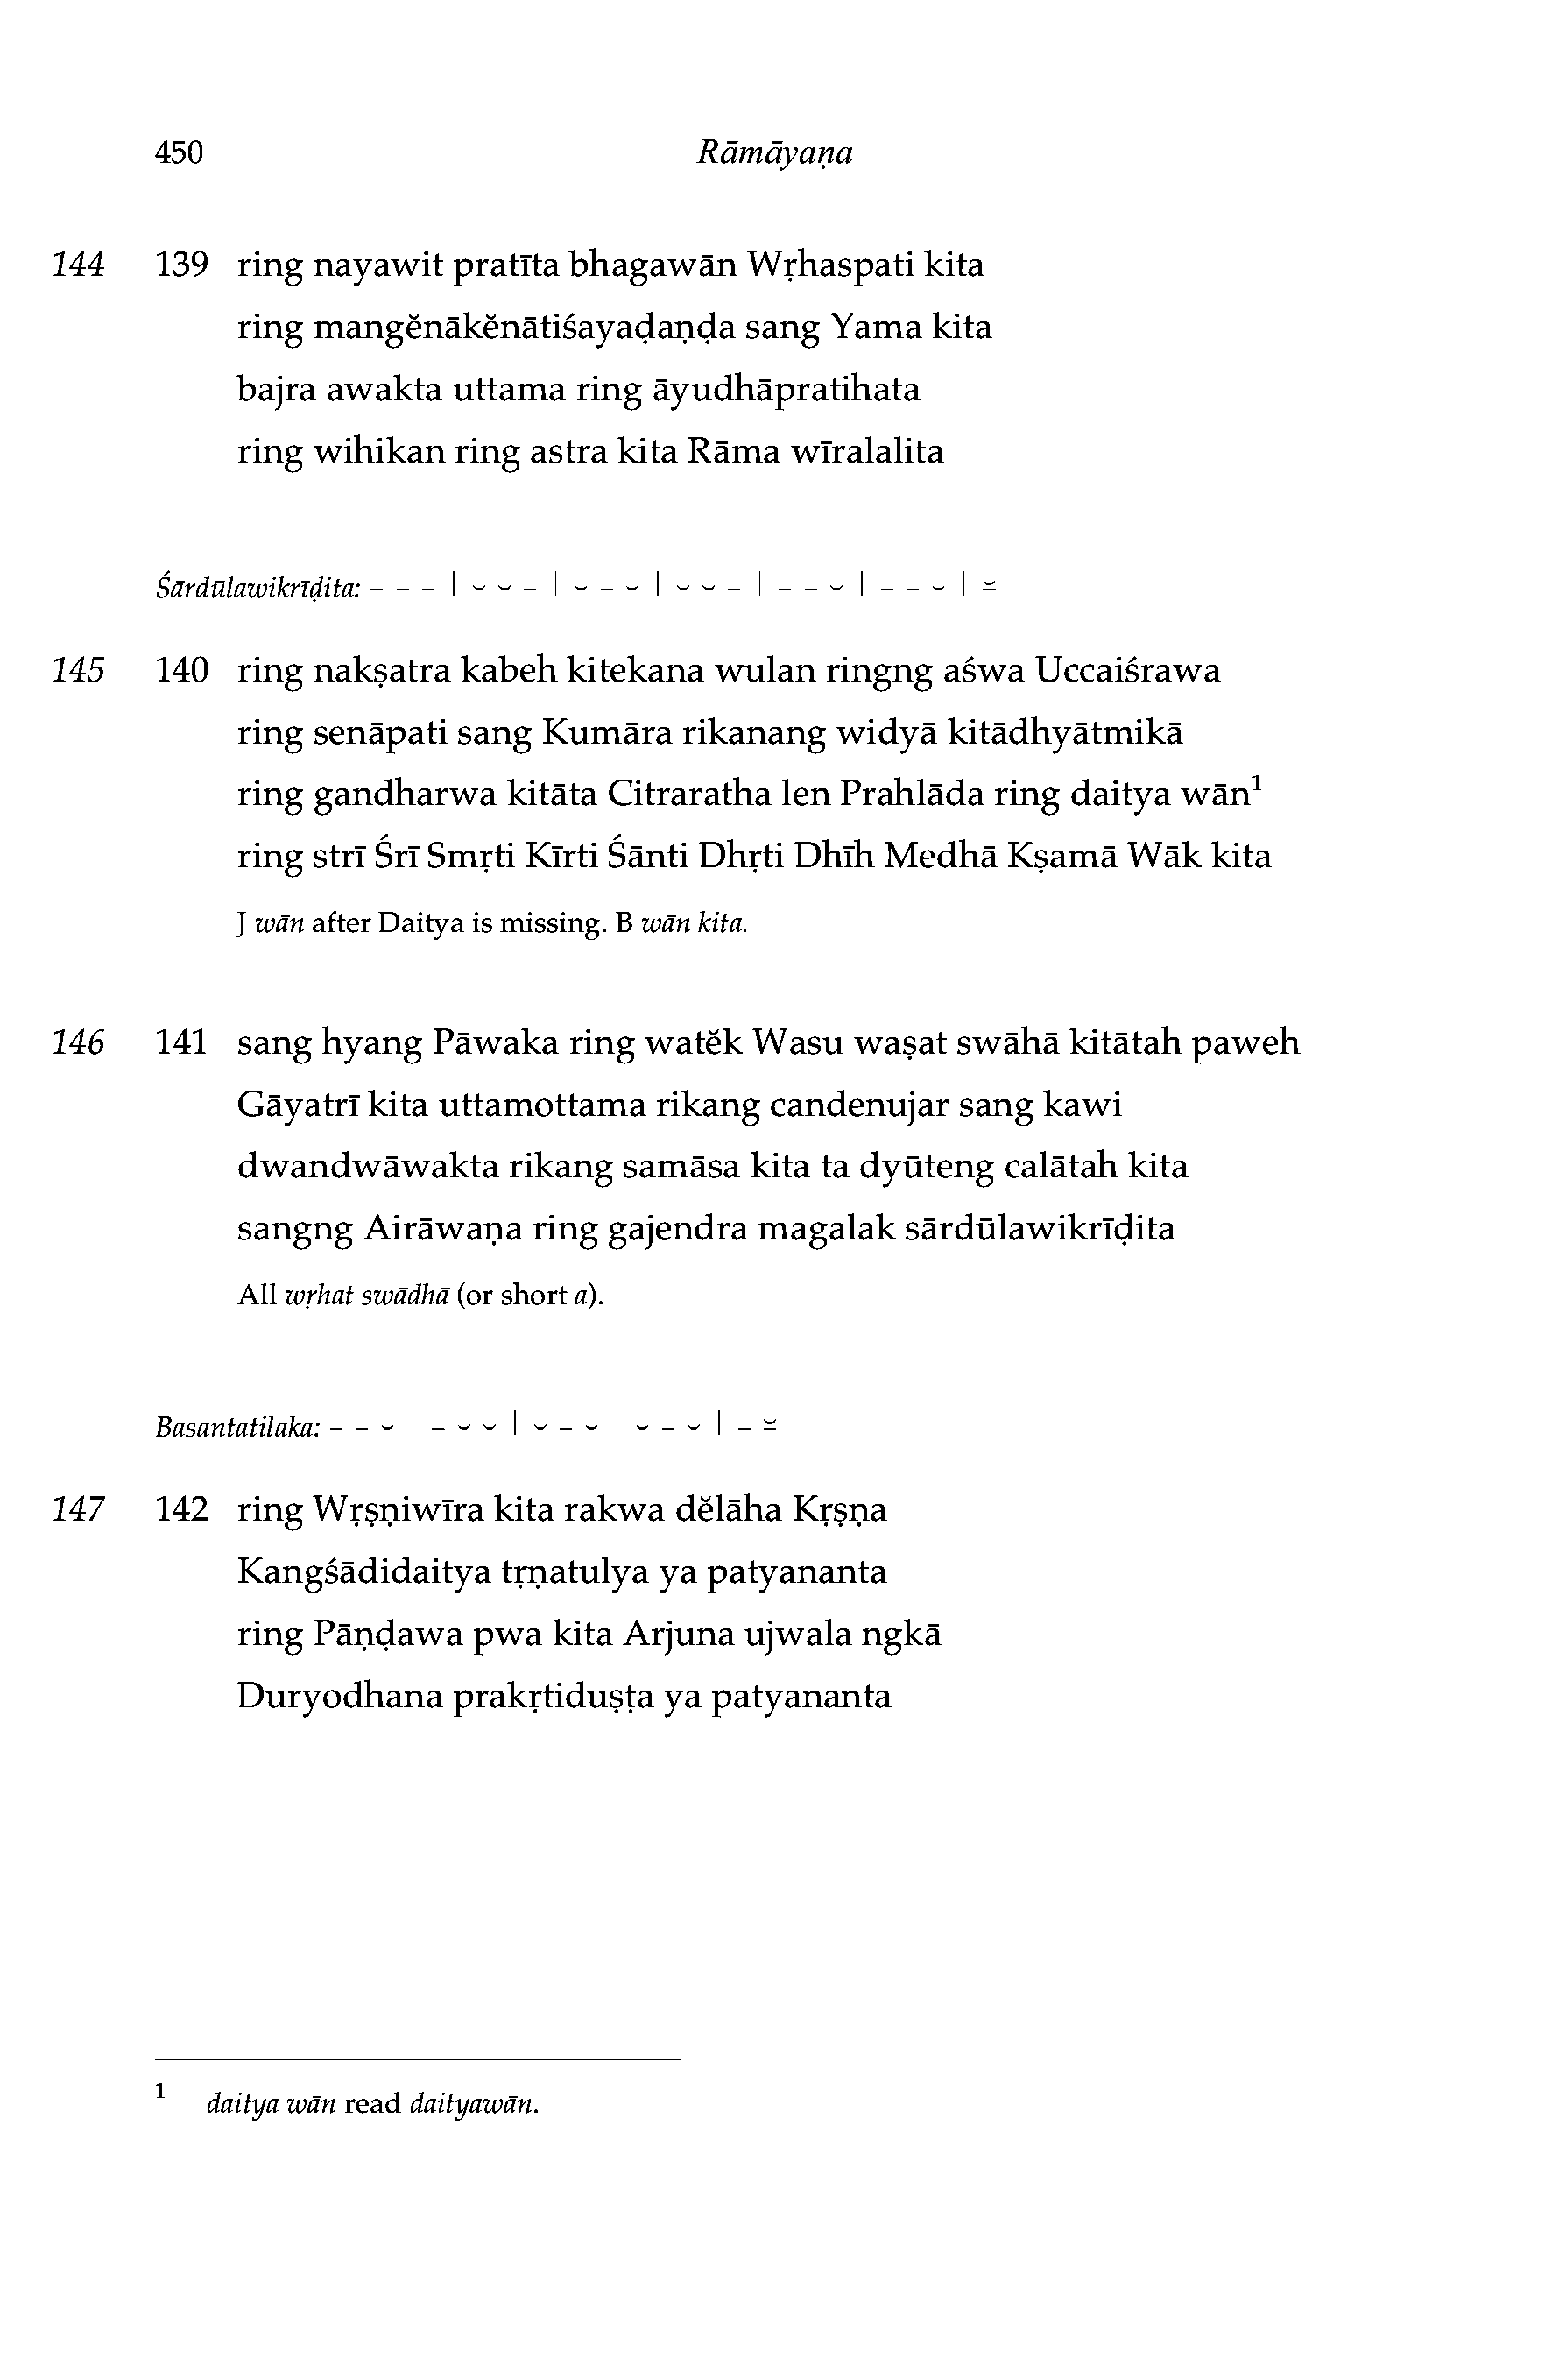 450 Rāmāyaṇa
144 139 ring nayawit pratīta bhagawān Wṛhaspati kita
ring mangĕnākĕnātiśayaḍaṇḍa sang Yama kita
bajra awakta uttama ring āyudhāpratihata
ring wihikan ring astra kita Rāma wīralalita
Śārdūlawikrīḍita: – – – | ⏑ ⏑ – | ⏑ – ⏑ | ⏑ ⏑ – | – – ⏑ | – – ⏑ | ⏓
145 140 ring nakṣatra kabeh kitekana wulan ringng aśwa Uccaiśrawa
ring senāpati sang Kumāra rikanang widyā kitādhyātmikā
ring gandharwa kitāta Citraratha len Prahlāda ring daitya wān¹
ring strī Śrī Smṛti Kīrti Śānti Dhṛti Dhīh Medhā Kṣamā Wāk kita
J wān after Daitya is missing. B wān kita.
146 141 sang hyang Pāwaka ring watĕk Wasu waṣat swāhā kitātah paweh
Gāyatrī kita uttamottama rikang candenujar sang kawi
dwandwāwakta rikang samāsa kita ta dyūteng calātah kita
sangng Airāwaṇa ring gajendra magalak sārdūlawikrīḍita
All wṛhat swādhā (or short a).
Basantatilaka: – – ⏑ | – ⏑ ⏑ | ⏑ – ⏑ | ⏑ – ⏑ | – ⏓
147 142 ring Wṛṣṇiwīra kita rakwa dĕlāha Kṛṣṇa
Kangśādidaitya tṛṇatulya ya patyananta
ring Pāṇḍawa pwa kita Arjuna ujwala ngkā
Duryodhana prakṛtiduṣṭa ya patyananta
¹ daitya wān read daityawān.